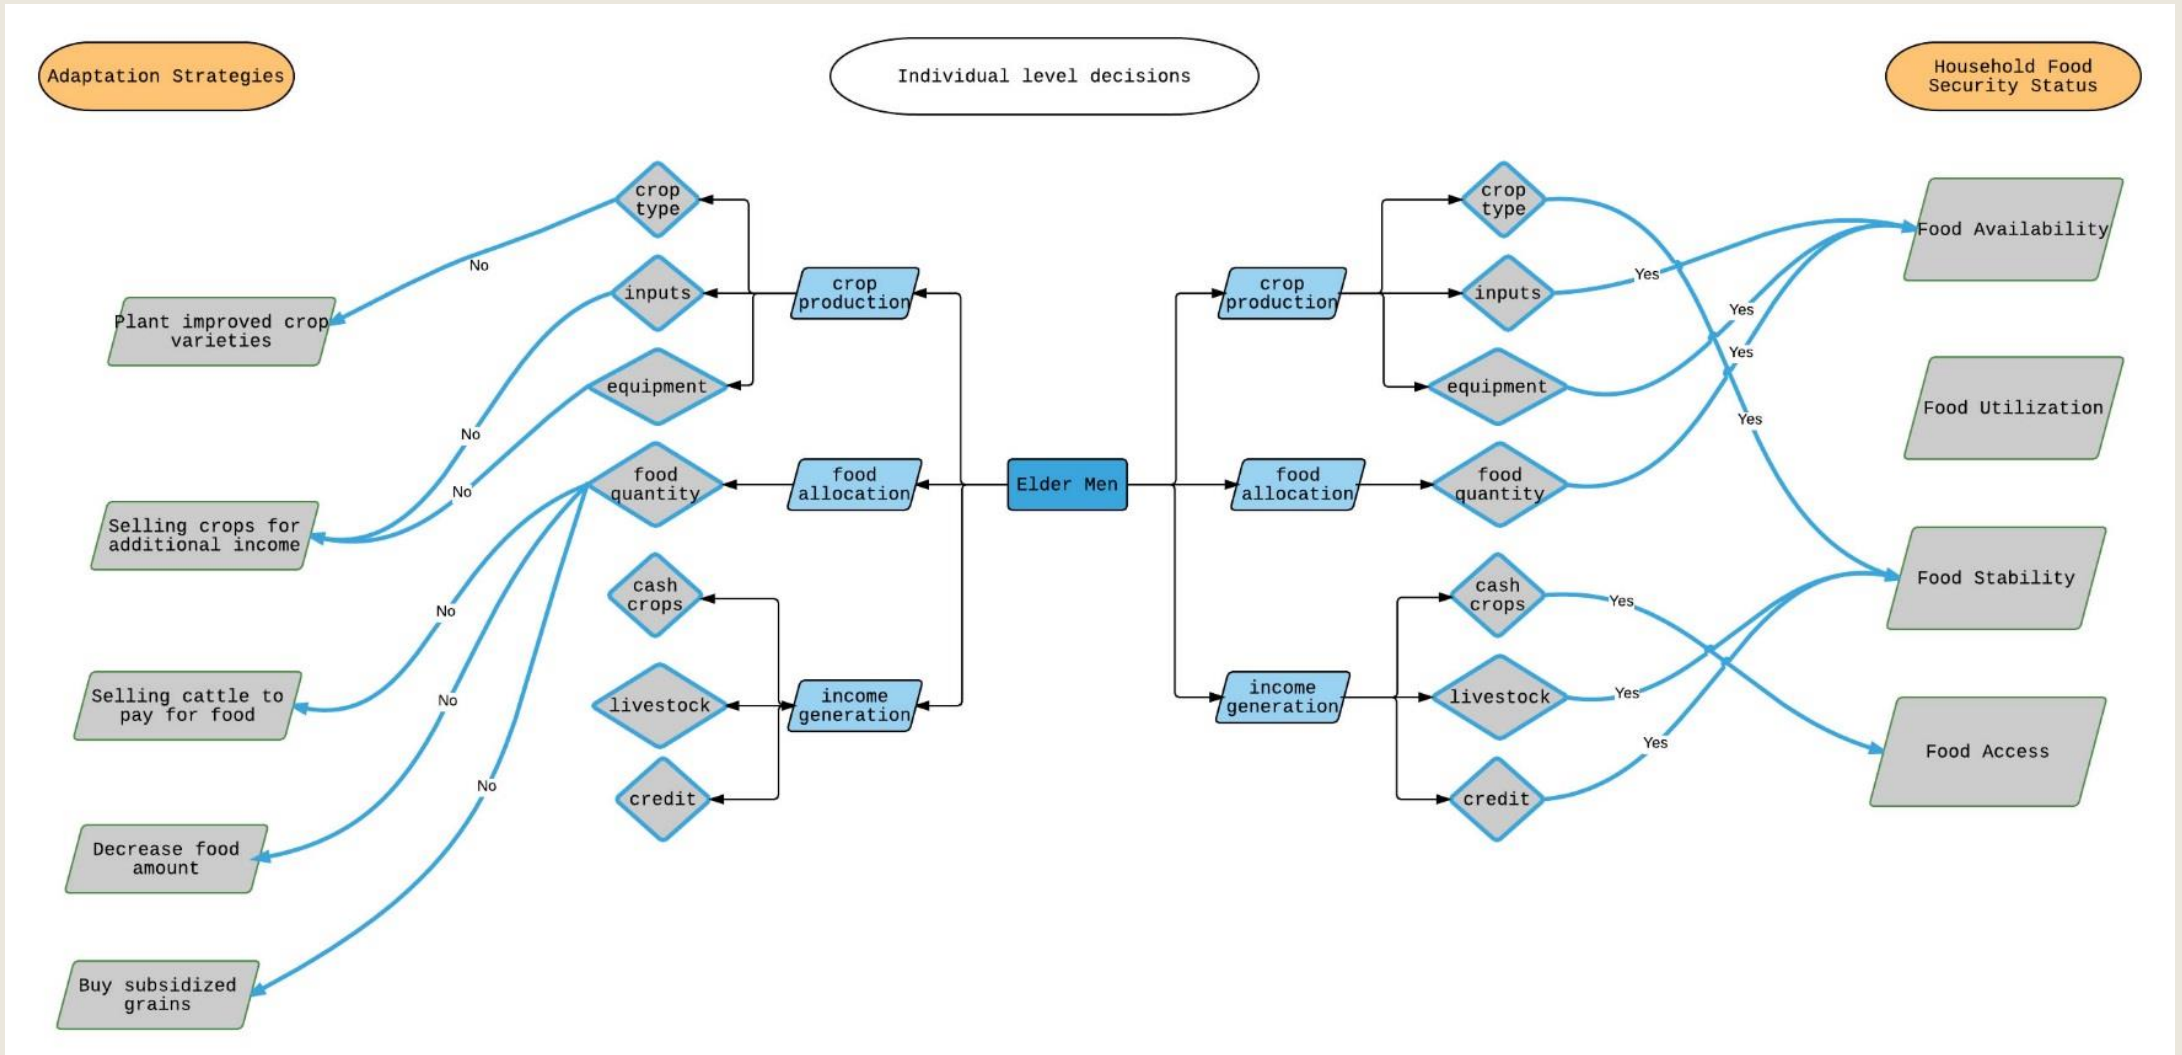 Adaptation Strategies
Individual level decisions
Household Food
Security Status
crop
type
No
inputs
crop
production
Plant improved crop
varieties
equipment
No
No
food
quantity
food
allocation
Elder Men
Selling crops for
additional income
cash
crops
No
Selling cattle to
pay for food
No
livestock
income
generation
No
credit
Decrease food
amount
Buy subsidized
grains
crop
type
crop
production
inputs
Yes
Food Availability
Yes
Yes
equipment
Food Utilization
Yes
food
allocation
food
quantity
Food Stability
cash
crops
Yes
income
generation
livestock
Yes
Yes
Food Access
credit